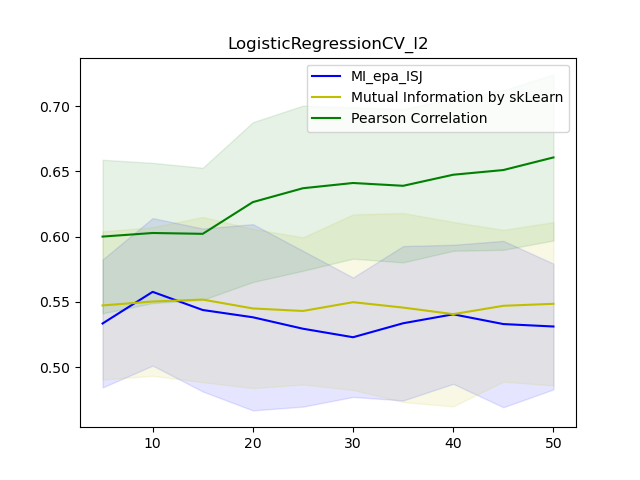 LogisticRegressionCV_l2
MI_epa_ISJ
Mutual Information by skLearn
Pearson Correlation
0.70
0.65
0.60
0.55
0.50
10 20 30 40 50